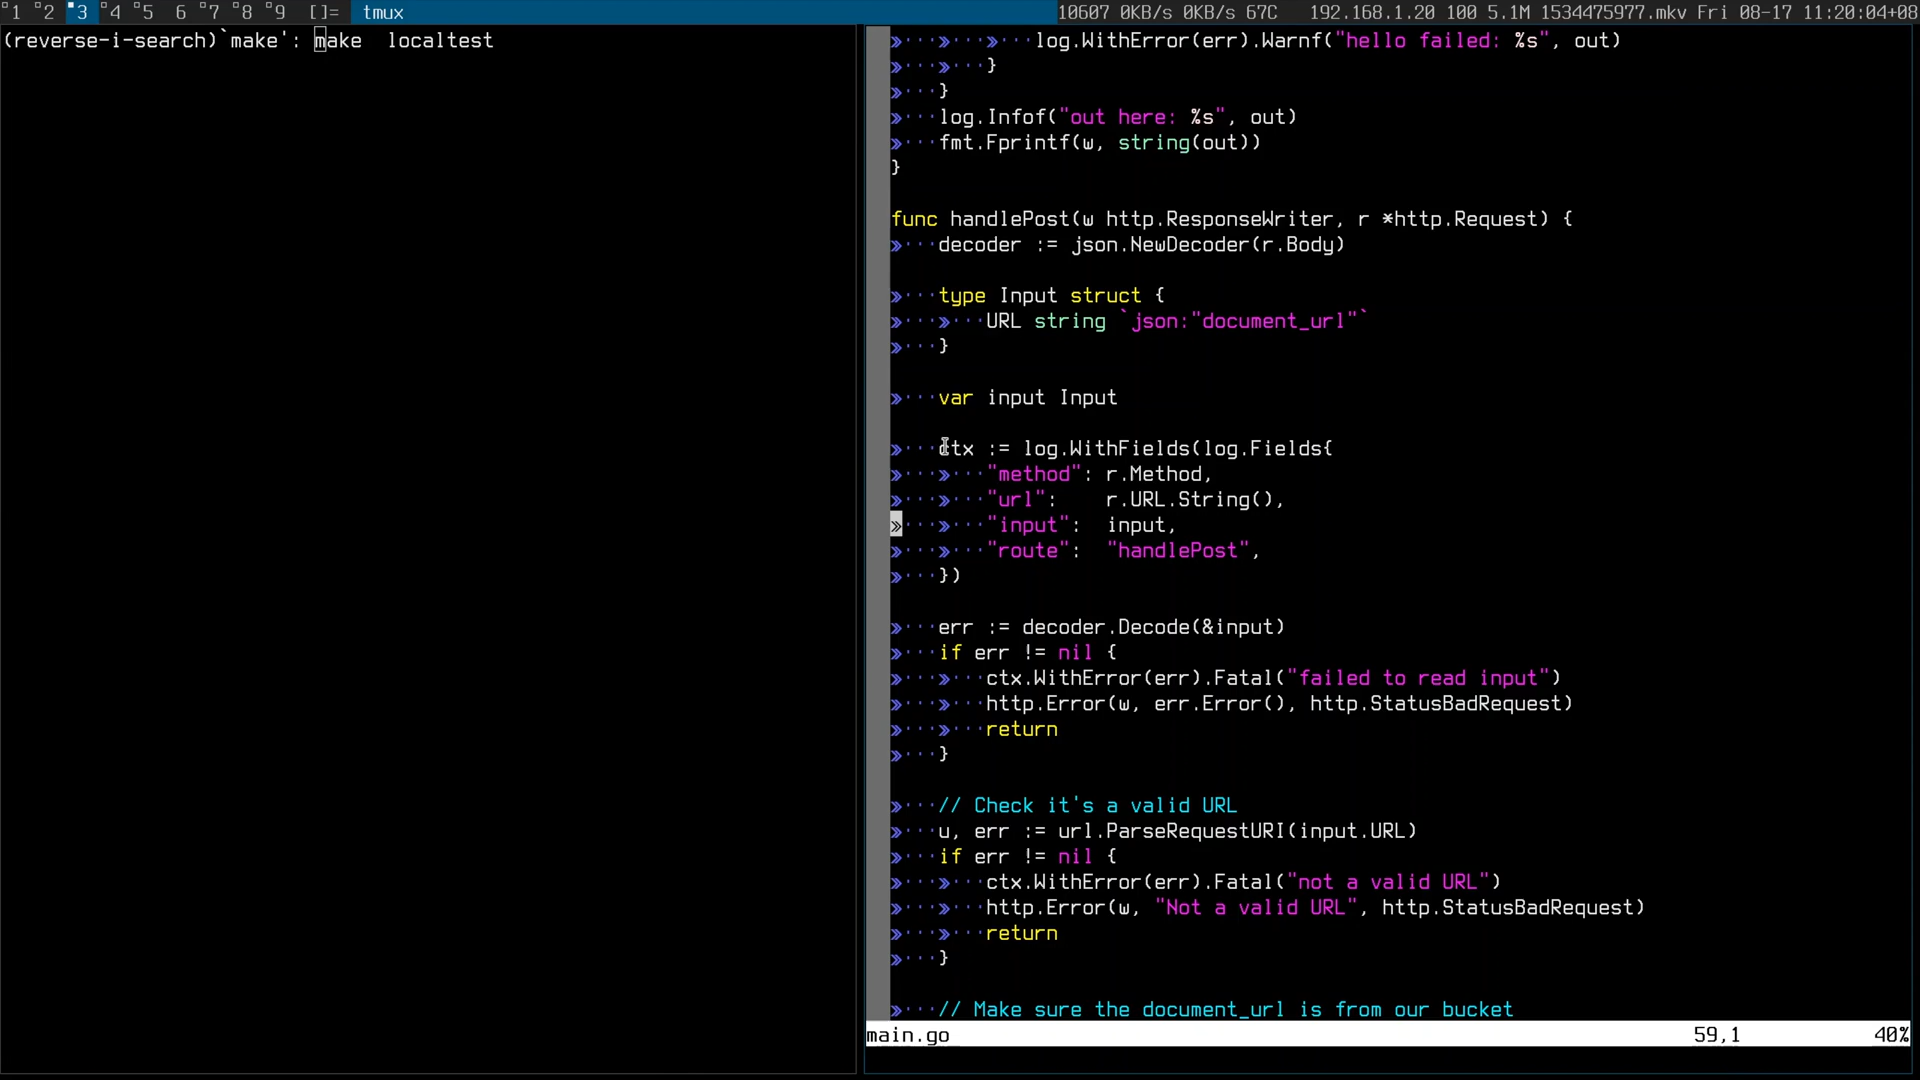 1 2 3 4 5 6 7 8 9 []= tmux 10607 0KB/s 0KB/s 67C 192.168.1.20 100 5.1M 1534475977.mkv Fri 08-17 11:20:04+08
(reverse-i-search)`make': make  localtest
»···»···»···log.WithError(err).Warnf("hello failed: %s", out)
»···»···}
»···}
»···log.Infof("out here: %s", out)
»···fmt.Fprintf(w, string(out))
}
func handlePost(w http.ResponseWriter, r *http.Request) {
»···decoder := json.NewDecoder(r.Body)
»···type Input struct {
»···»···URL string `json:"document_url"`
»···}
»···var input Input
»···ctx := log.WithFields(log.Fields{
»···»···"method": r.Method,
»···»···"url":    r.URL.String(),
»···»···"input":  input,
»···»···"route":  "handlePost",
»···})
»···err := decoder.Decode(&input)
»···if err != nil {
»···»···ctx.WithError(err).Fatal("failed to read input")
»···»···http.Error(w, err.Error(), http.StatusBadRequest)
»···»···return
»···}
»···// Check it's a valid URL
»···u, err := url.ParseRequestURI(input.URL)
»···if err != nil {
»···»···ctx.WithError(err).Fatal("not a valid URL")
»···»···http.Error(w, "Not a valid URL", http.StatusBadRequest)
»···»···return
»···}
»···// Make sure the document_url is from our bucket
main.go 59,1 40%